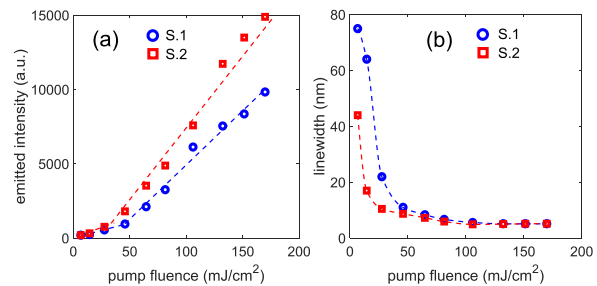 (a)
S.1
S.2
emitted intensity (a.u.)
15000
10000
5000
0
0 50 100 150 200
pump fluence (mJ/cm²)
(b)
S.1
S.2
linewidth (nm)
80
60
40
20
0
0 50 100 150 200
pump fluence (mJ/cm²)